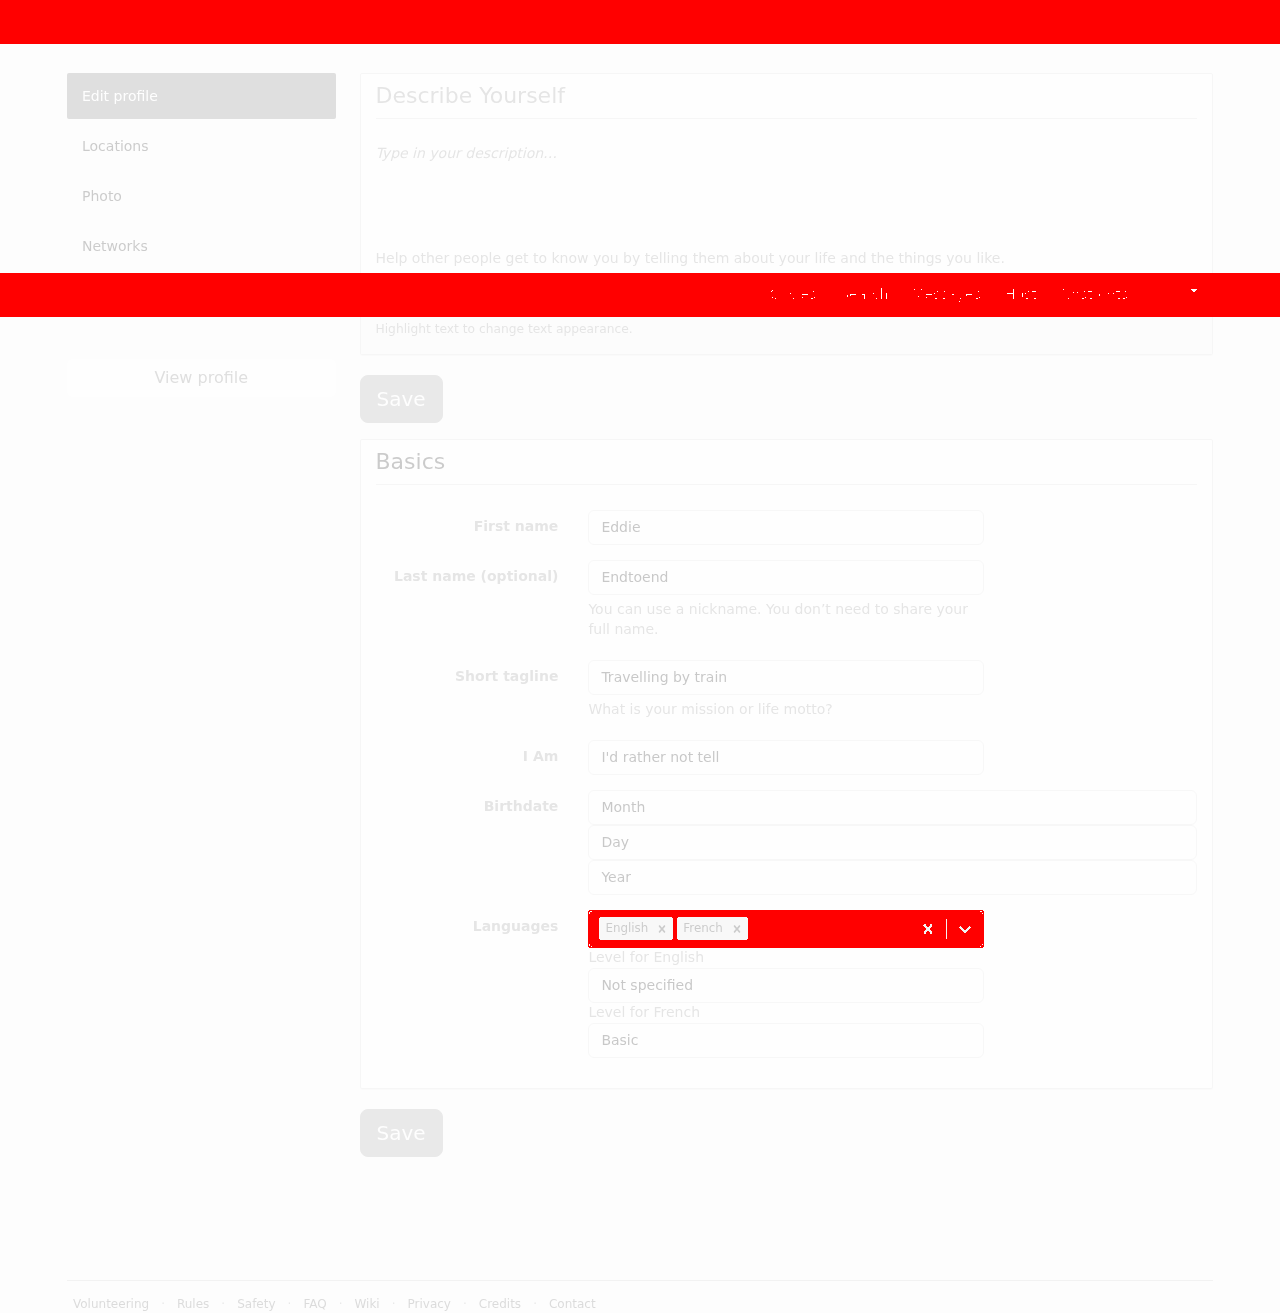 Edit profile
Locations
Photo
Networks
View profile
Describe Yourself
Type in your description...
Help other people get to know you by telling them about your life and the things you like.
Highlight text to change text appearance.
Save
Basics
First name
Eddie
Last name (optional)
Endtoend
You can use a nickname. You don’t need to share your
full name.
Short tagline
Travelling by train
What is your mission or life motto?
I Am
I'd rather not tell
Birthdate
Month
Day
Year
Languages
English
French
Level for English
Not specified
Level for French
Basic
Save
Volunteering · Rules · Safety · FAQ · Wiki · Privacy · Credits · Contact